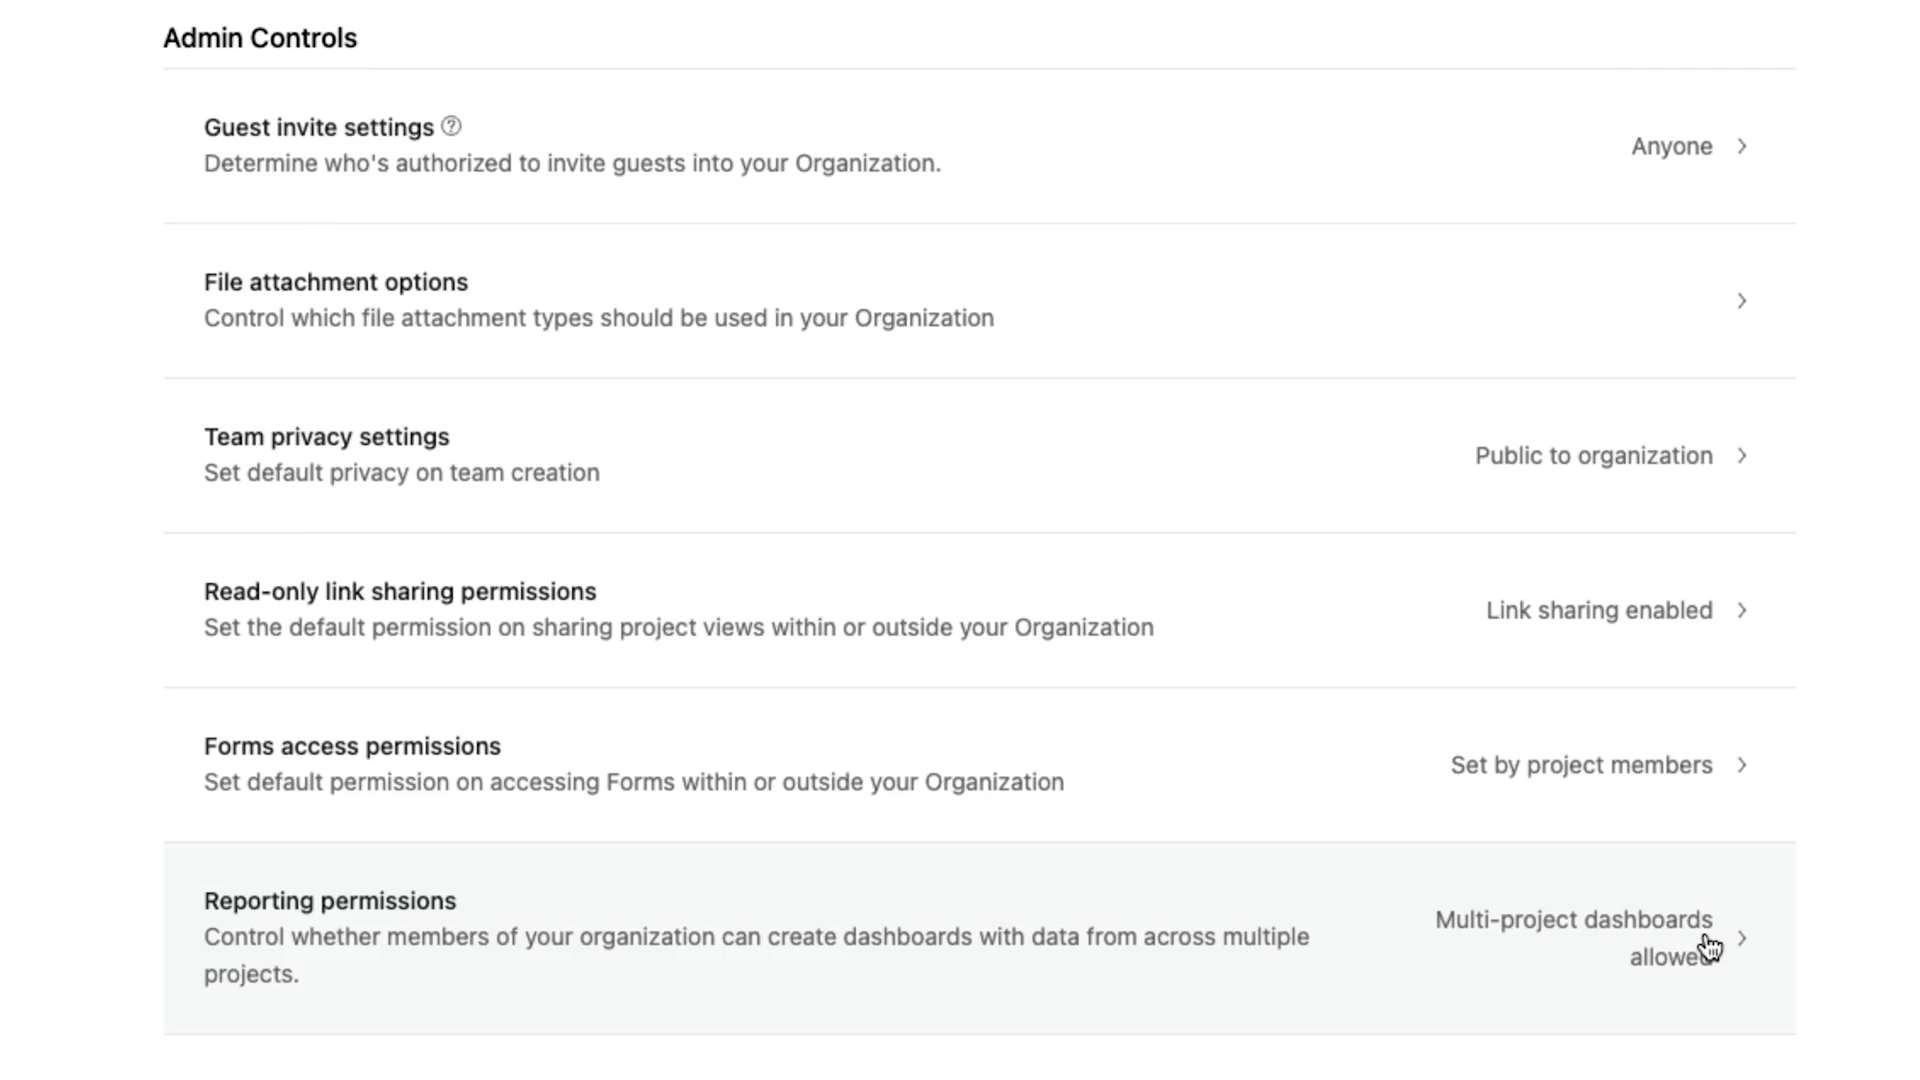 Admin Controls
Guest invite settings
Determine who's authorized to invite guests into your Organization.
Anyone
File attachment options
Control which file attachment types should be used in your Organization
Team privacy settings
Set default privacy on team creation
Public to organization
Read-only link sharing permissions
Set the default permission on sharing project views within or outside your Organization
Link sharing enabled
Forms access permissions
Set default permission on accessing Forms within or outside your Organization
Set by project members
Reporting permissions
Control whether members of your organization can create dashboards with data from across multiple
projects.
Multi-project dashboards
allowed